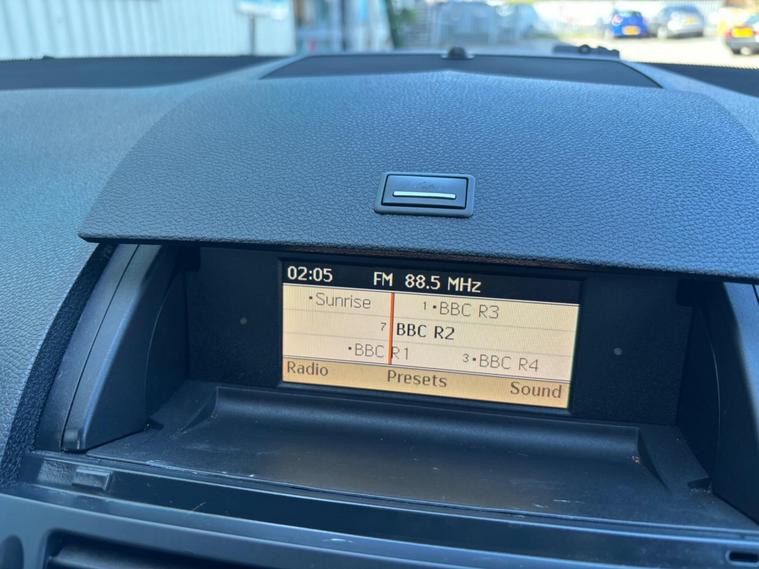 02:05 FM 88.5 MHz
•Sunrise 1•BBC R3
7 BBC R2
•BBC R1 3•BBC R4
Radio Presets Sound